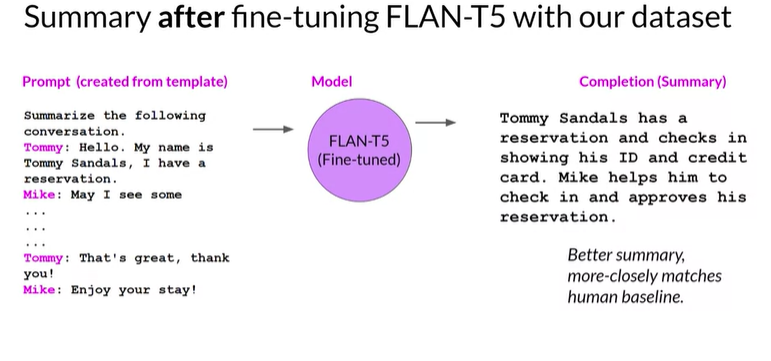 Summary after fine-tuning FLAN-T5 with our dataset
Prompt (created from template)
Summarize the following
conversation.
Tommy: Hello. My name is
Tommy Sandals, I have a
reservation.
Mike: May I see some
...
...
...
Tommy: That's great, thank
you!
Mike: Enjoy your stay!
Model
FLAN-T5
(Fine-tuned)
Completion (Summary)
Tommy Sandals has a
reservation and checks in
showing his ID and credit
card. Mike helps him to
check in and approves his
reservation.
Better summary,
more-closely matches
human baseline.